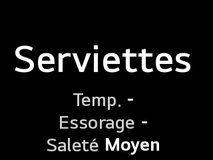 Serviettes
Temp. -
Essorage -
Saleté Moyen